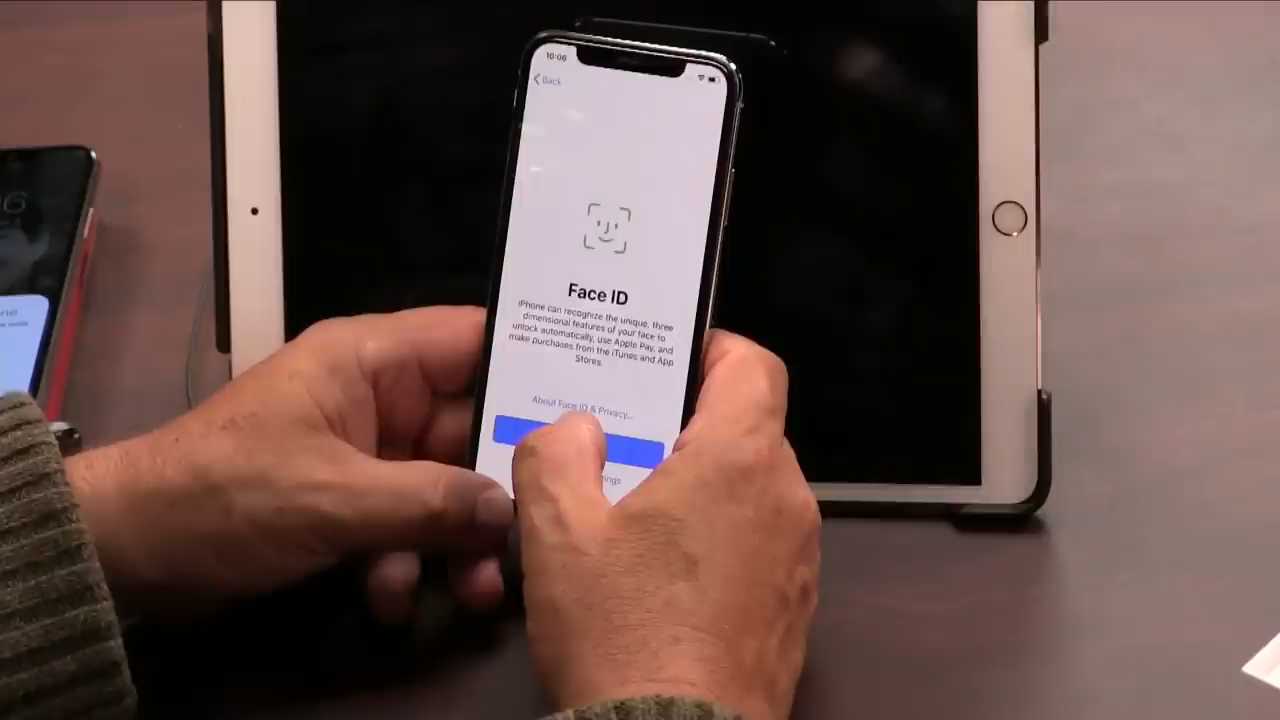 10:06
Back
Face ID
iPhone can recognize the unique, three
dimensional features of your face to
unlock automatically, use Apple Pay, and
make purchases from the iTunes and App
Stores.
About Face ID & Privacy...